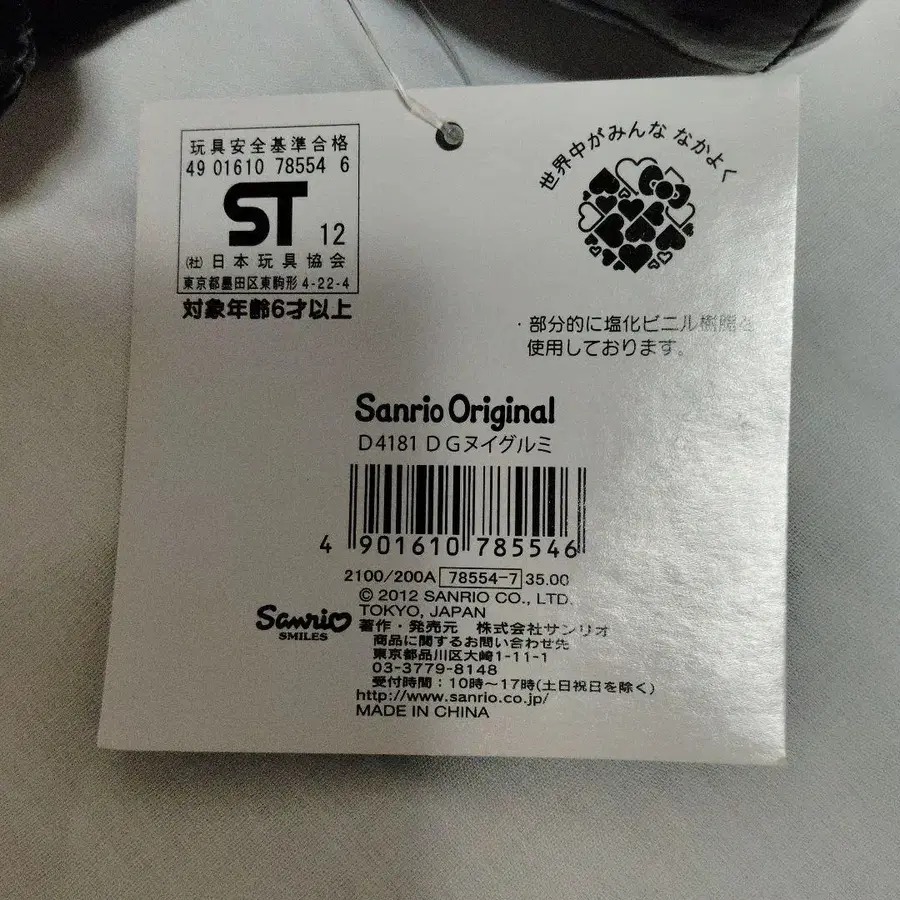 玩具安全基準合格
49 01610 78554 6
ST 12
(社)日本玩具協会
東京都墨田区東駒形4-22-4
対象年齢6才以上
世界中がみんな なかよく
・部分的に塩化ビニル樹脂を
使用しております。
Sanrio Original
D4181 DGヌイグルミ
4 901610 785546
2100/200A 78554-7 35.00
© 2012 SANRIO CO., LTD.
TOKYO, JAPAN
Sanrio
SMILES
著作・発売元 株式会社サンリオ
商品に関するお問い合わせ先
東京都品川区大崎1-11-1
03-3779-8148
受付時間：10時～17時(土日祝日を除く)
http://www.sanrio.co.jp/
MADE IN CHINA